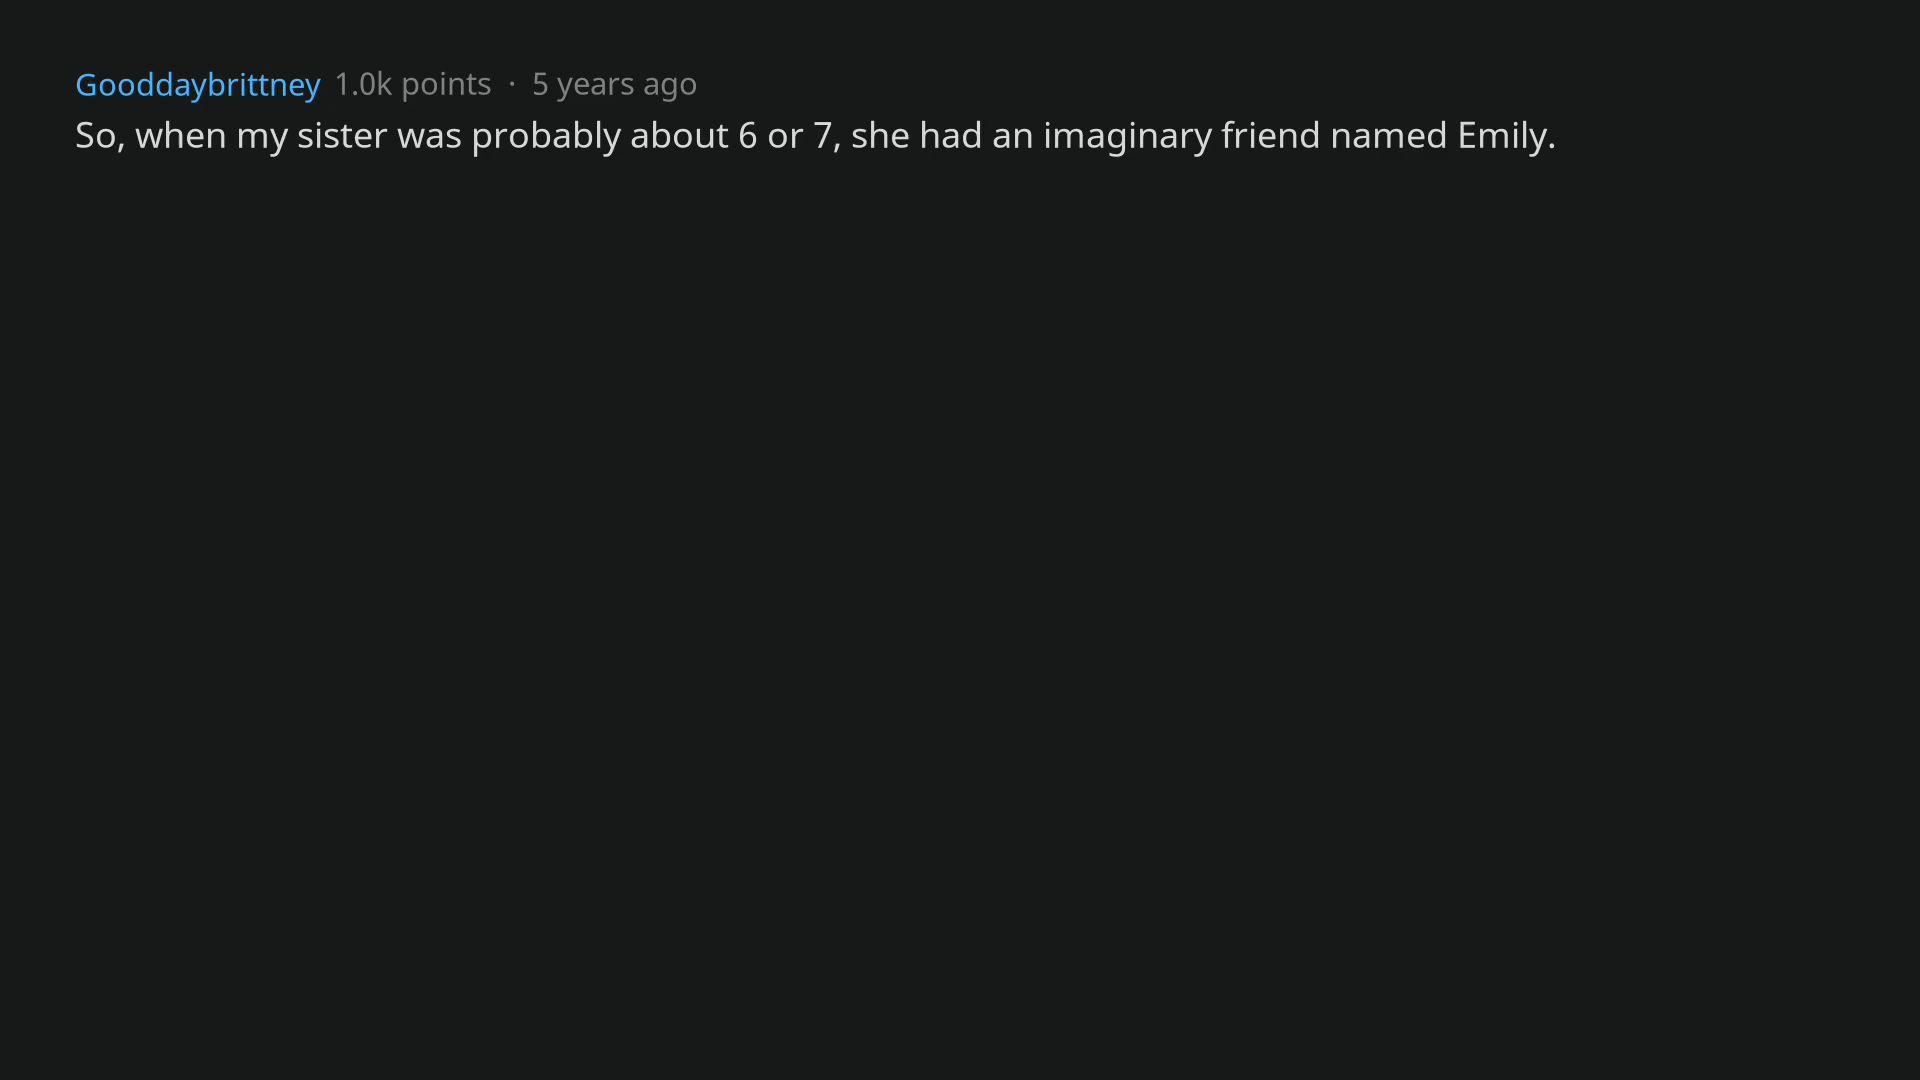 Gooddaybrittney 1.0k points · 5 years ago
So, when my sister was probably about 6 or 7, she had an imaginary friend named Emily.